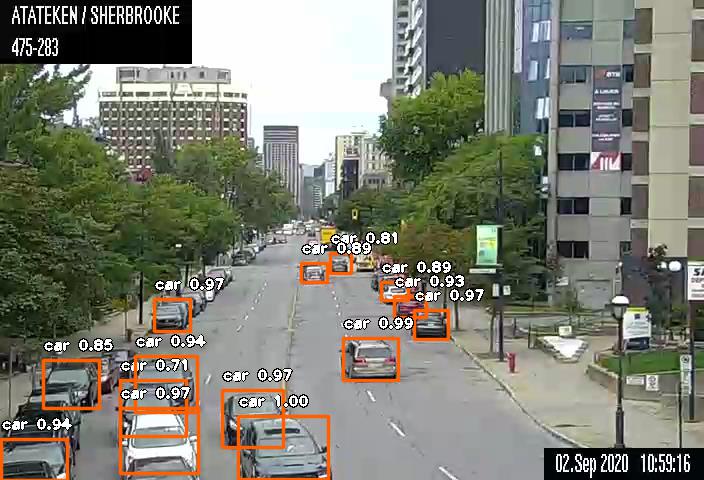 ATATEKEN / SHERBROOKE
475-283
car 0.81
car 0.89
car 0.89
car 0.93
car 0.97
car 0.97
car 0.99
car 0.94
car 0.85
car 0.71
car 0.97
car 0.97
car 1.00
car 0.94
À LOUER
02.Sep 2020 10:59:16